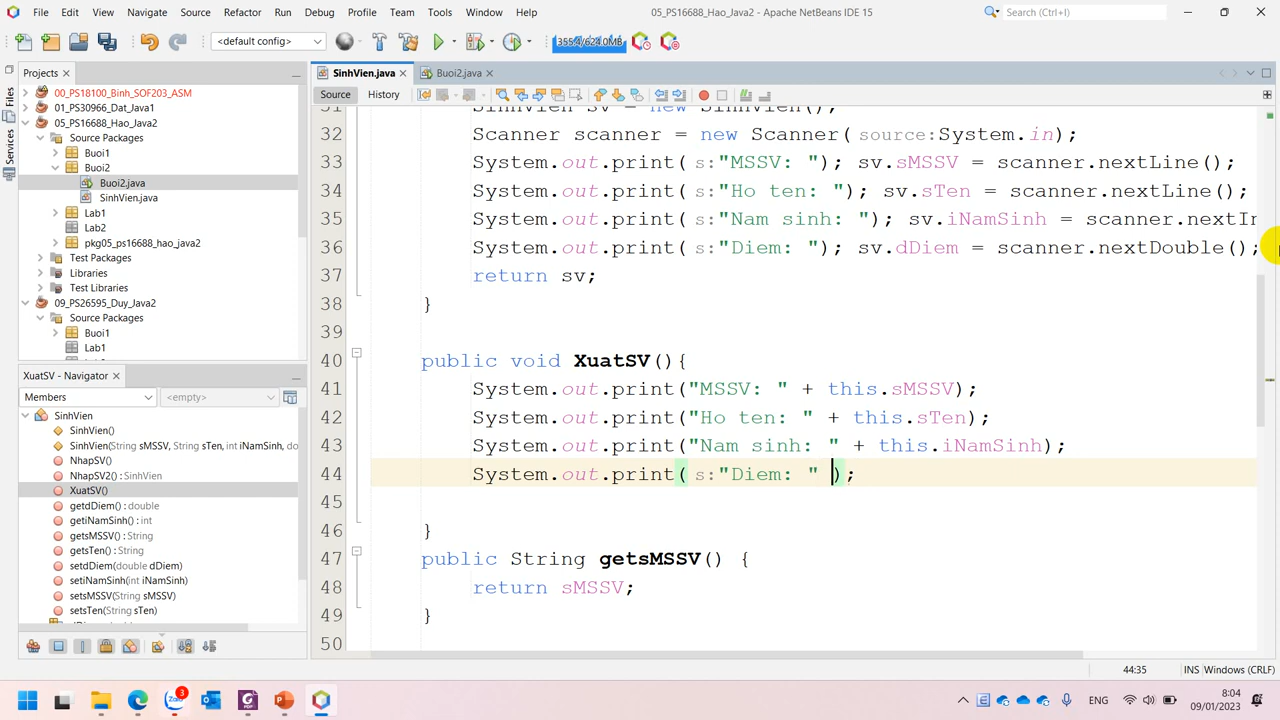 File Edit View Navigate Source Refactor Run Debug Profile Team Tools Window Help 05_PS16688_Hao_Java2 - Apache NetBeans IDE 15 Search (Ctrl+I)
<default config> 355.4/624.0MB
Projects
SinhVien.java Buoi2.java
Source History
Files
Services
00_PS18100_Binh_SOF203_ASM
01_PS30966_Dat_Java1
05_PS16688_Hao_Java2
Source Packages
Buoi1
Buoi2
Buoi2.java
SinhVien.java
Lab1
Lab2
pkg05_ps16688_hao_java2
Test Packages
Libraries
Test Libraries
09_PS26595_Duy_Java2
Source Packages
Buoi1
Lab1
XuatSV - Navigator
Members <empty>
SinhVien
SinhVien()
SinhVien(String sMSSV, String sTen, int iNamSinh, do
NhapSV()
NhapSV2() : SinhVien
XuatSV()
getdDiem() : double
getiNamSinh() : int
getsMSSV() : String
getsTen() : String
setdDiem(double dDiem)
setiNamSinh(int iNamSinh)
setsMSSV(String sMSSV)
setsTen(String sTen)
31 SinhVien sv = new SinhVien();
32 Scanner scanner = new Scanner( source:System.in);
33 System.out.print( s:"MSSV: "); sv.sMSSV = scanner.nextLine();
34 System.out.print( s:"Ho ten: "); sv.sTen = scanner.nextLine();
35 System.out.print( s:"Nam sinh: "); sv.iNamSinh = scanner.nextIn
36 System.out.print( s:"Diem: "); sv.dDiem = scanner.nextDouble();
37 return sv;
38 }
39
40 public void XuatSV(){
41 System.out.print("MSSV: " + this.sMSSV);
42 System.out.print("Ho ten: " + this.sTen);
43 System.out.print("Nam sinh: " + this.iNamSinh);
44 System.out.print( s:"Diem: " );
45
46 }
47 public String getsMSSV() {
48 return sMSSV;
49 }
50
44:35 INS Windows (CRLF)
Zalo 3 PDF ENG 8:04
09/01/2023